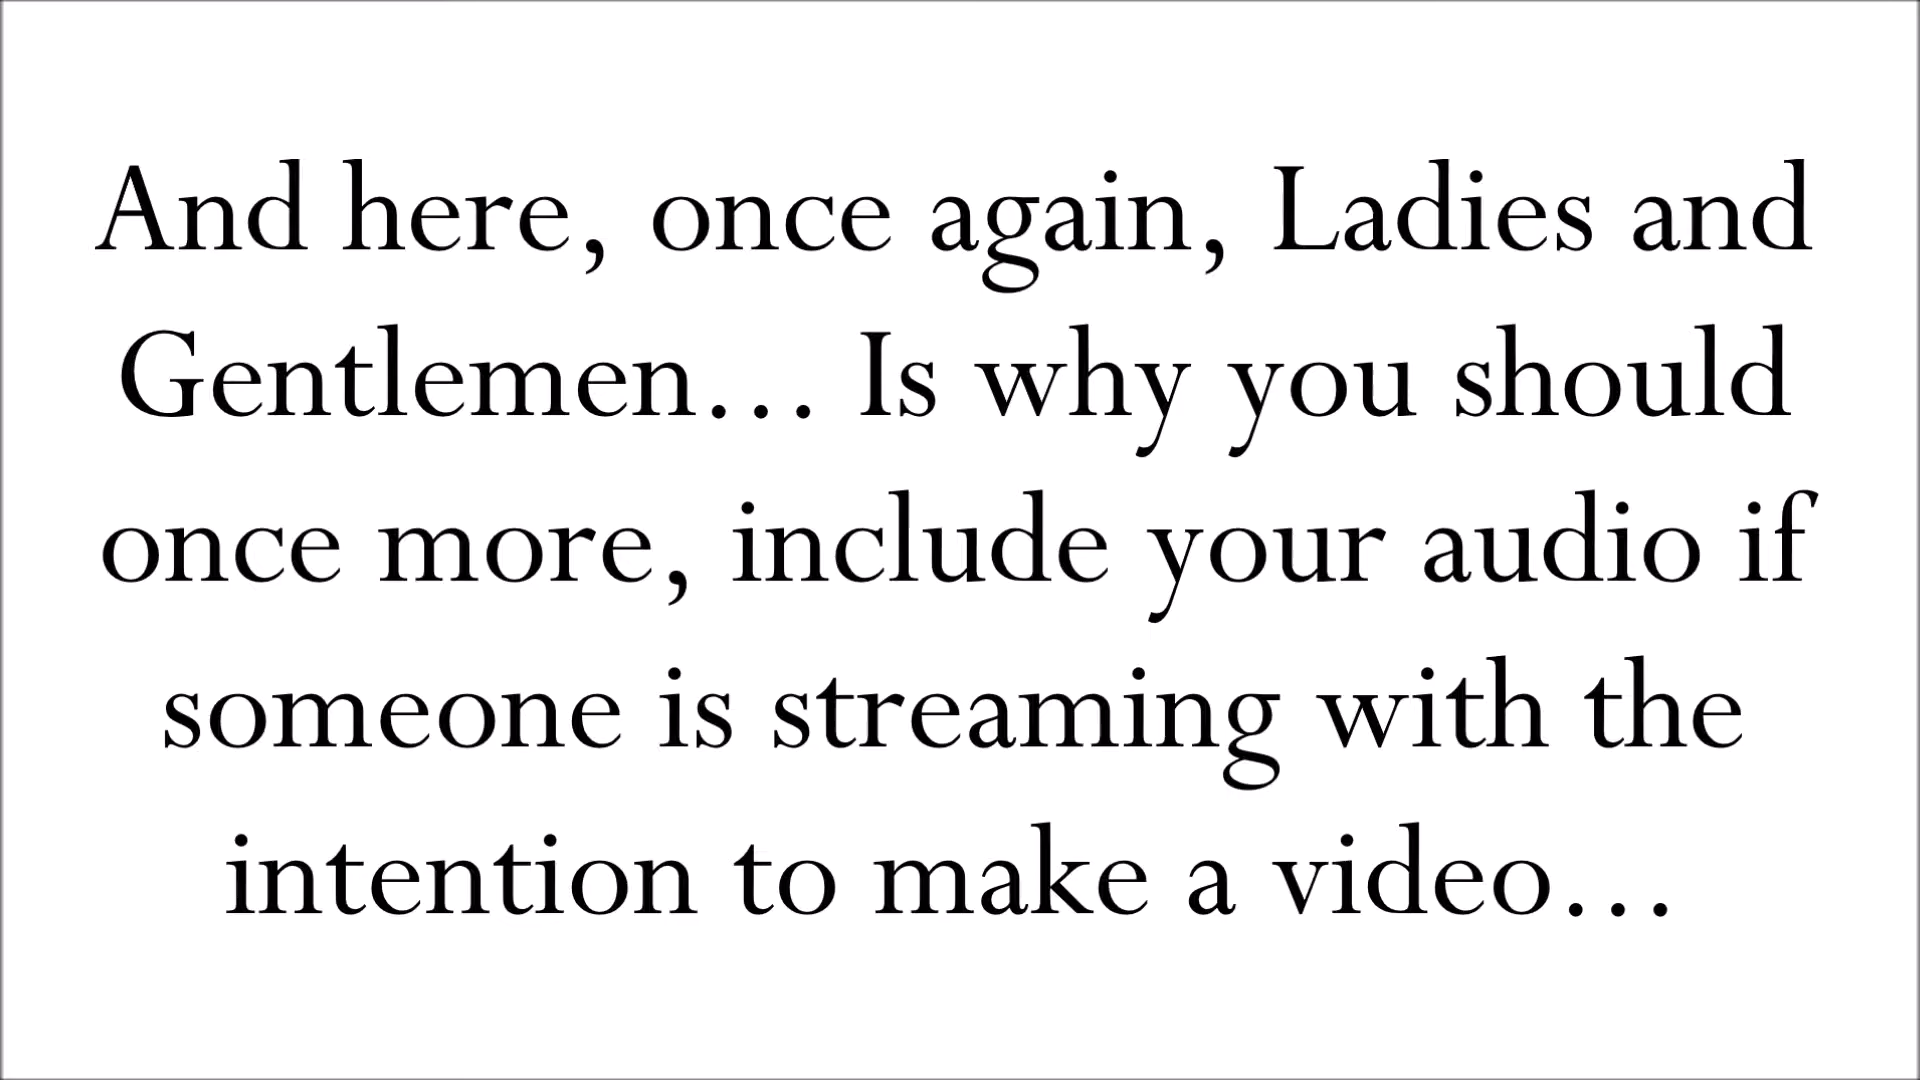 And here, once again, Ladies and
Gentlemen... Is why you should
once more, include your audio if
someone is streaming with the
intention to make a video...